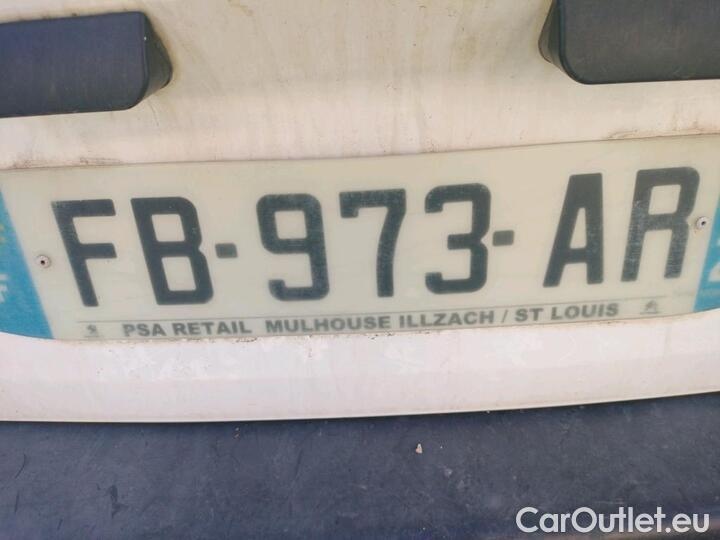 FB-973-AR
PSA RETAIL MULHOUSE ILLZACH / ST LOUIS
CarOutlet.eu